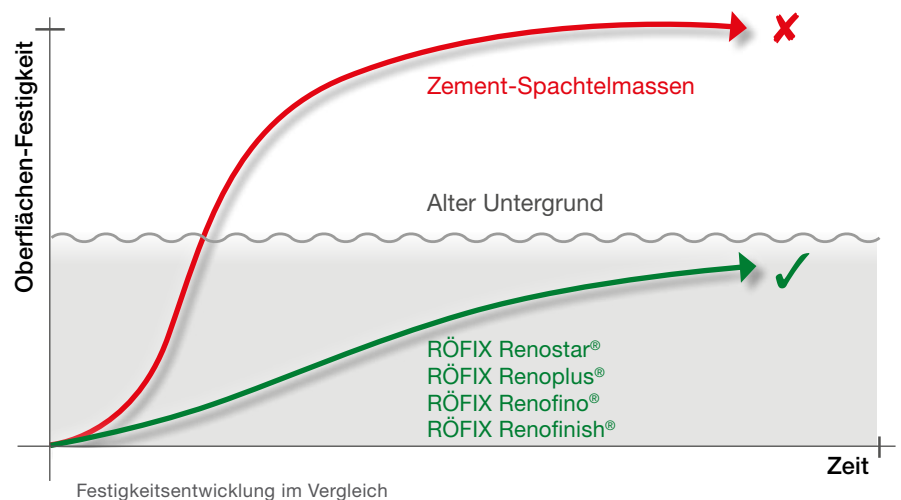 Oberflächen-Festigkeit
Zement-Spachtelmassen
Alter Untergrund
RÖFIX Renostar®
RÖFIX Renoplus®
RÖFIX Renofino®
RÖFIX Renofinish®
Zeit
Festigkeitsentwicklung im Vergleich